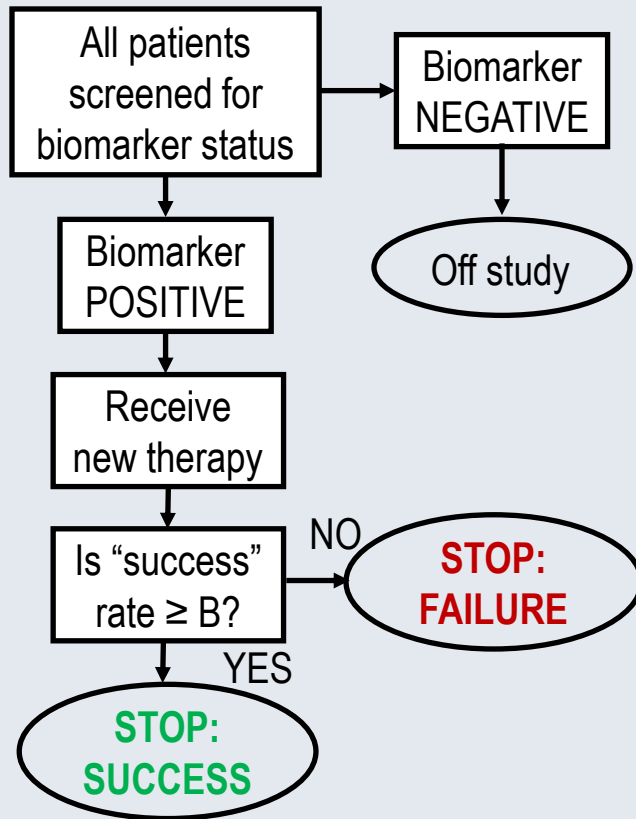 All patients
screened for
biomarker status
Biomarker
NEGATIVE
Off study
Biomarker
POSITIVE
Receive
new therapy
Is “success”
rate ≥ B?
NO
STOP:
FAILURE
YES
STOP:
SUCCESS